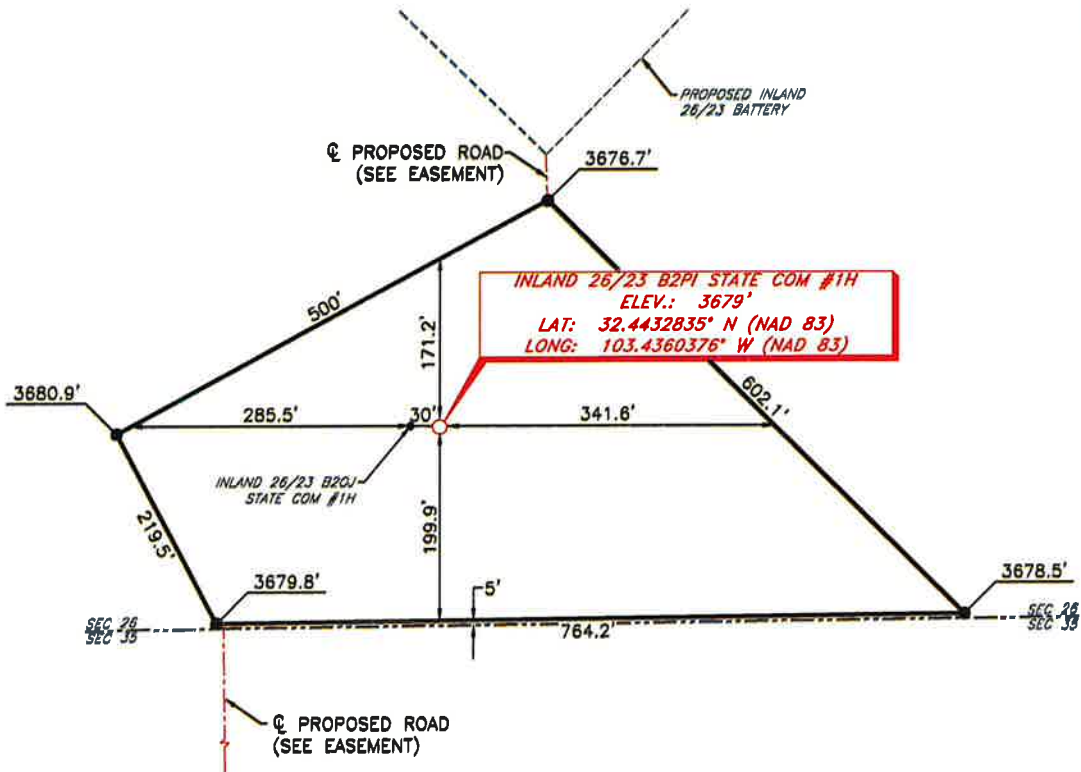 PROPOSED INLAND
26/23 BATTERY
℄ PROPOSED ROAD
(SEE EASEMENT)
3676.7'
INLAND 26/23 B2PI STATE COM #1H
ELEV.: 3679'
LAT: 32.4432835° N (NAD 83)
LONG: 103.4360376° W (NAD 83)
500'
171.2'
602.1'
3680.9'
285.5'
30'
341.6'
INLAND 26/23 B2OJ
STATE COM #1H
219.5'
199.9'
3679.8'
5'
3678.5'
SEC 26
SEC 35
764.2'
SEC 26
SEC 35
℄ PROPOSED ROAD
(SEE EASEMENT)